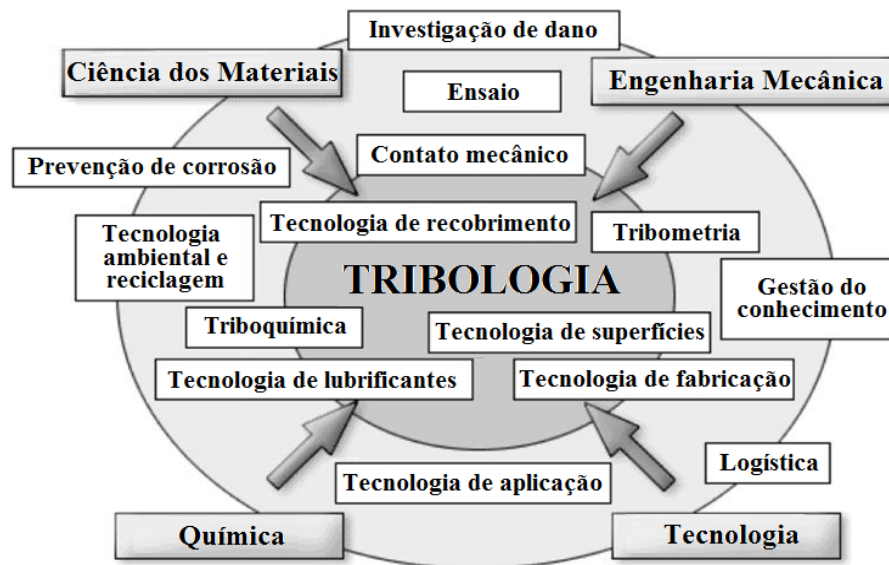 Investigação de dano
Ciência dos Materiais
Engenharia Mecânica
Ensaio
Contato mecânico
Prevenção de corrosão
Tecnologia de recobrimento
Tribometria
Tecnologia
ambiental e
reciclagem
TRIBOLOGIA
Gestão do
conhecimento
Triboquímica
Tecnologia de superfícies
Tecnologia de lubrificantes
Tecnologia de fabricação
Logística
Tecnologia de aplicação
Química
Tecnologia